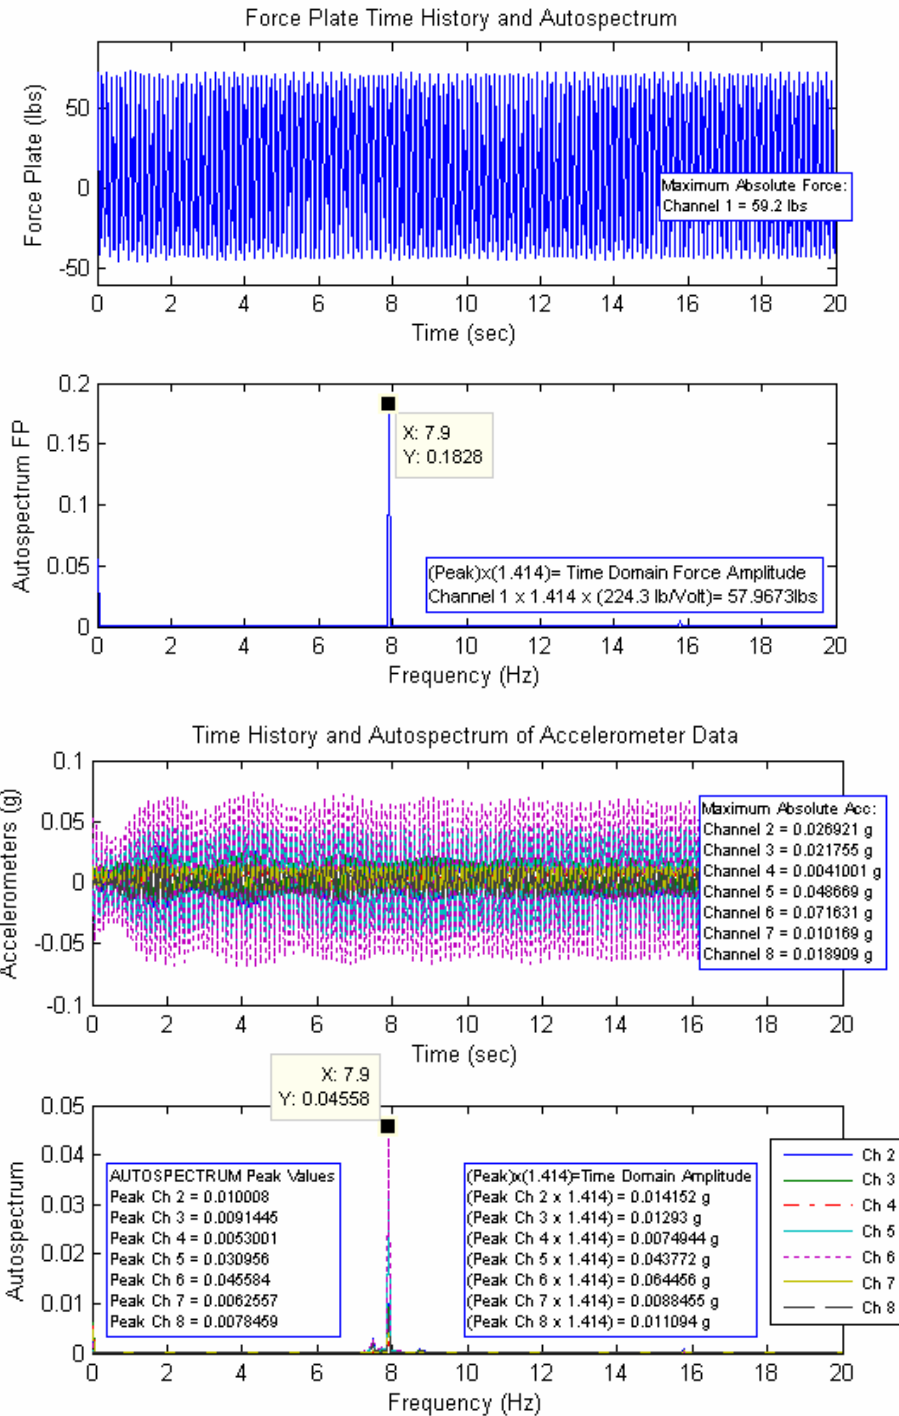 Force Plate Time History and Autospectrum
Force Plate (lbs)
50
0
-50
Maximum Absolute Force:
Channel 1 = 59.2 lbs
0 2 4 6 8 10 12 14 16 18 20
Time (sec)
Autospectrum FP
0.2
0.15
0.1
0.05
0
X: 7.9
Y: 0.1828
(Peak)x(1.414)= Time Domain Force Amplitude
Channel 1 x 1.414 x (224.3 lb/Volt)= 57.9673lbs
0 2 4 6 8 10 12 14 16 18 20
Frequency (Hz)
Time History and Autospectrum of Accelerometer Data
Accelerometers (g)
0.1
0.05
0
-0.05
-0.1
Maximum Absolute Acc:
Channel 2 = 0.026921 g
Channel 3 = 0.021755 g
Channel 4 = 0.0041001 g
Channel 5 = 0.048669 g
Channel 6 = 0.071631 g
Channel 7 = 0.010169 g
Channel 8 = 0.018909 g
0 2 4 6 8 10 12 14 16 18 20
Time (sec)
X: 7.9
Y: 0.04558
Autospectrum
0.05
0.04
0.03
0.02
0.01
0
AUTOSPECTRUM Peak Values
Peak Ch 2 = 0.010008
Peak Ch 3 = 0.0091445
Peak Ch 4 = 0.0053001
Peak Ch 5 = 0.030956
Peak Ch 6 = 0.045584
Peak Ch 7 = 0.0062557
Peak Ch 8 = 0.0078459
(Peak)x(1.414)=Time Domain Amplitude
(Peak Ch 2 x 1.414) = 0.014152 g
(Peak Ch 3 x 1.414) = 0.01293 g
(Peak Ch 4 x 1.414) = 0.0074944 g
(Peak Ch 5 x 1.414) = 0.043772 g
(Peak Ch 6 x 1.414) = 0.064456 g
(Peak Ch 7 x 1.414) = 0.0088455 g
(Peak Ch 8 x 1.414) = 0.011094 g
Ch 2
Ch 3
Ch 4
Ch 5
Ch 6
Ch 7
Ch 8
0 2 4 6 8 10 12 14 16 18 20
Frequency (Hz)